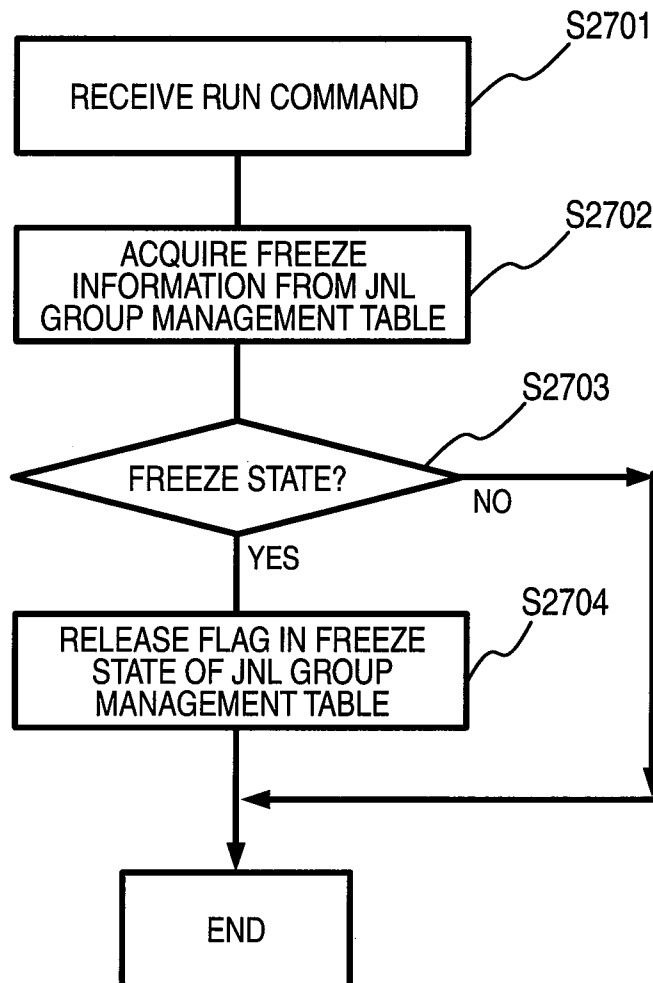 S2701
RECEIVE RUN COMMAND
S2702
ACQUIRE FREEZE
INFORMATION FROM JNL
GROUP MANAGEMENT TABLE
S2703
FREEZE STATE?
NO
YES
S2704
RELEASE FLAG IN FREEZE
STATE OF JNL GROUP
MANAGEMENT TABLE
END